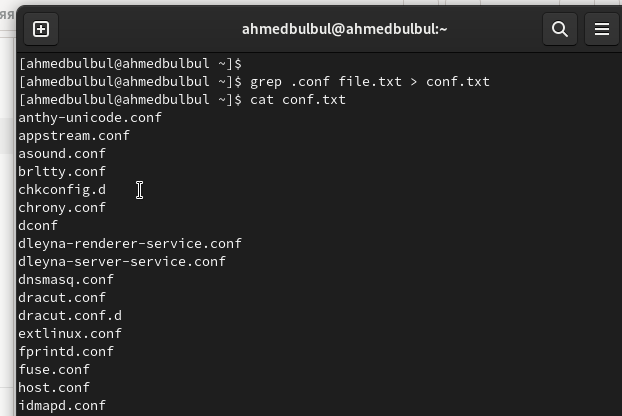 ahmedbulbul@ahmedbulbul:~
[ahmedbulbul@ahmedbulbul ~]$
[ahmedbulbul@ahmedbulbul ~]$ grep .conf file.txt > conf.txt
[ahmedbulbul@ahmedbulbul ~]$ cat conf.txt
anthy-unicode.conf
appstream.conf
asound.conf
brltty.conf
chkconfig.d
chrony.conf
dconf
dleyna-renderer-service.conf
dleyna-server-service.conf
dnsmasq.conf
dracut.conf
dracut.conf.d
extlinux.conf
fprintd.conf
fuse.conf
host.conf
idmapd.conf